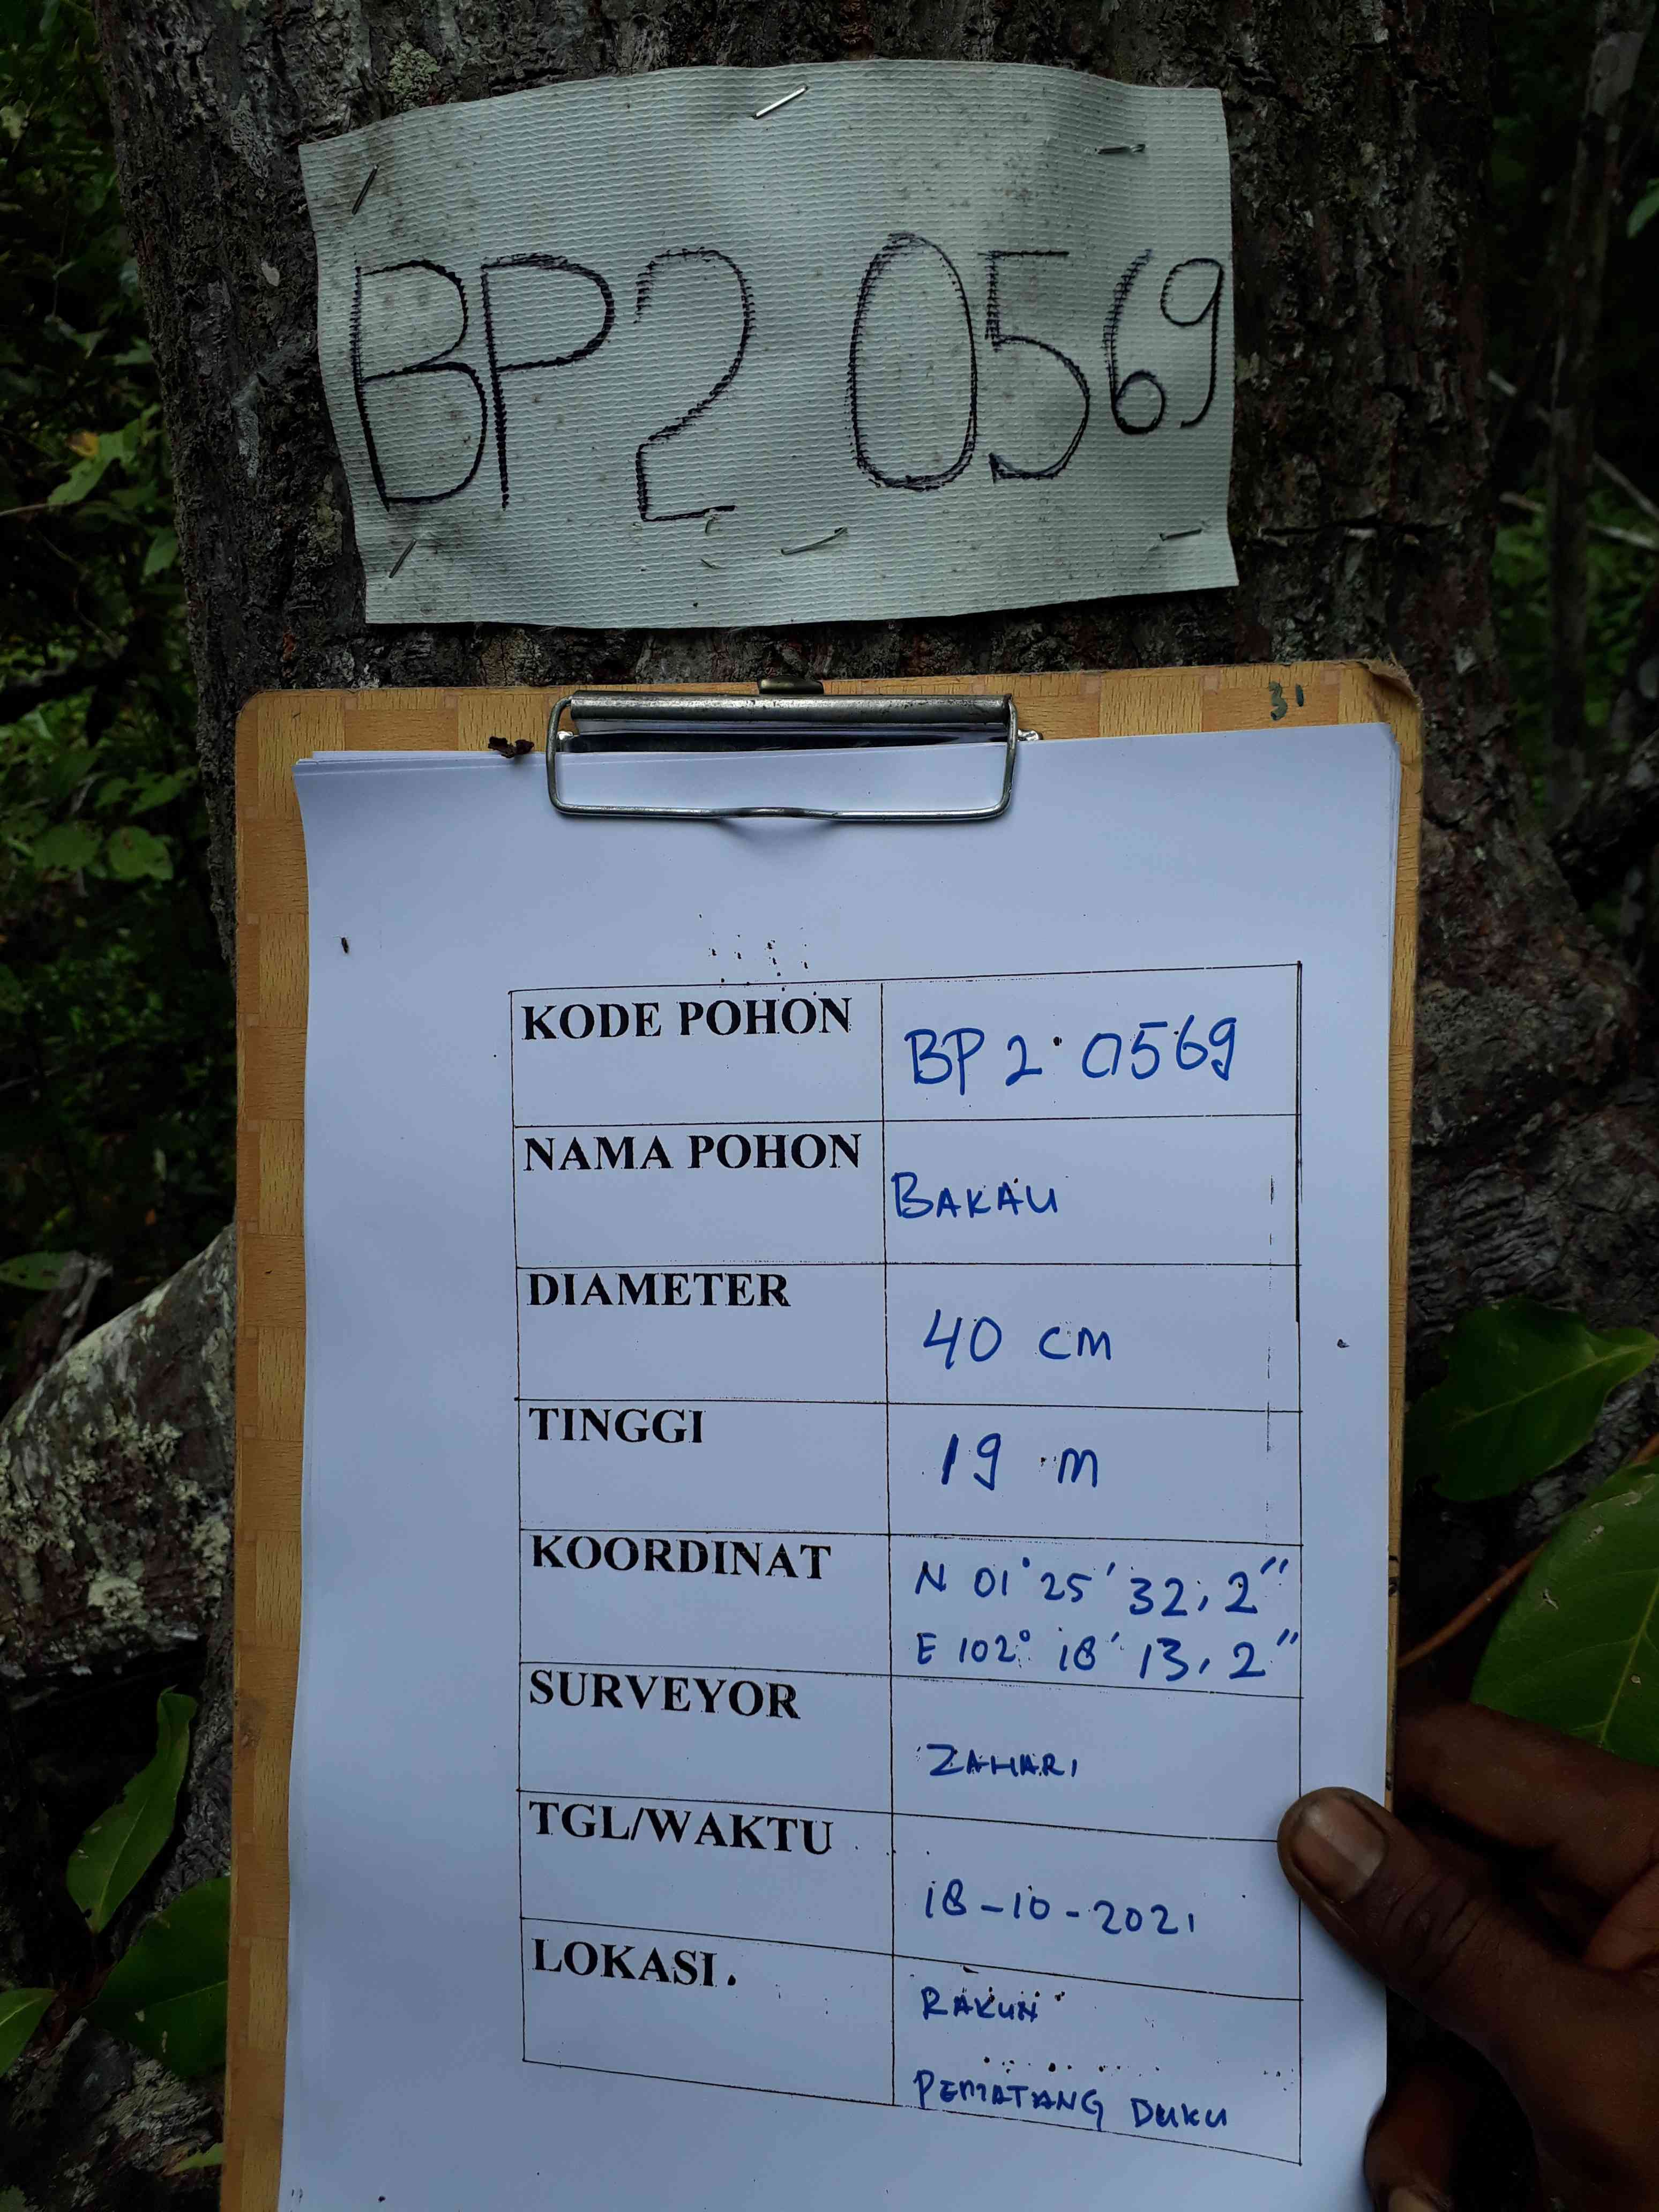 BP2 0569
31
KODE POHON BP 2 0569
NAMA POHON BAKAU
DIAMETER 40 cm
TINGGI 19 m
KOORDINAT N 01° 25' 32,2"
E 102° 18' 13,2"
SURVEYOR ZAHARI
TGL/WAKTU 18-10-2021
LOKASI. RAKUN
PEMATANG DUKU